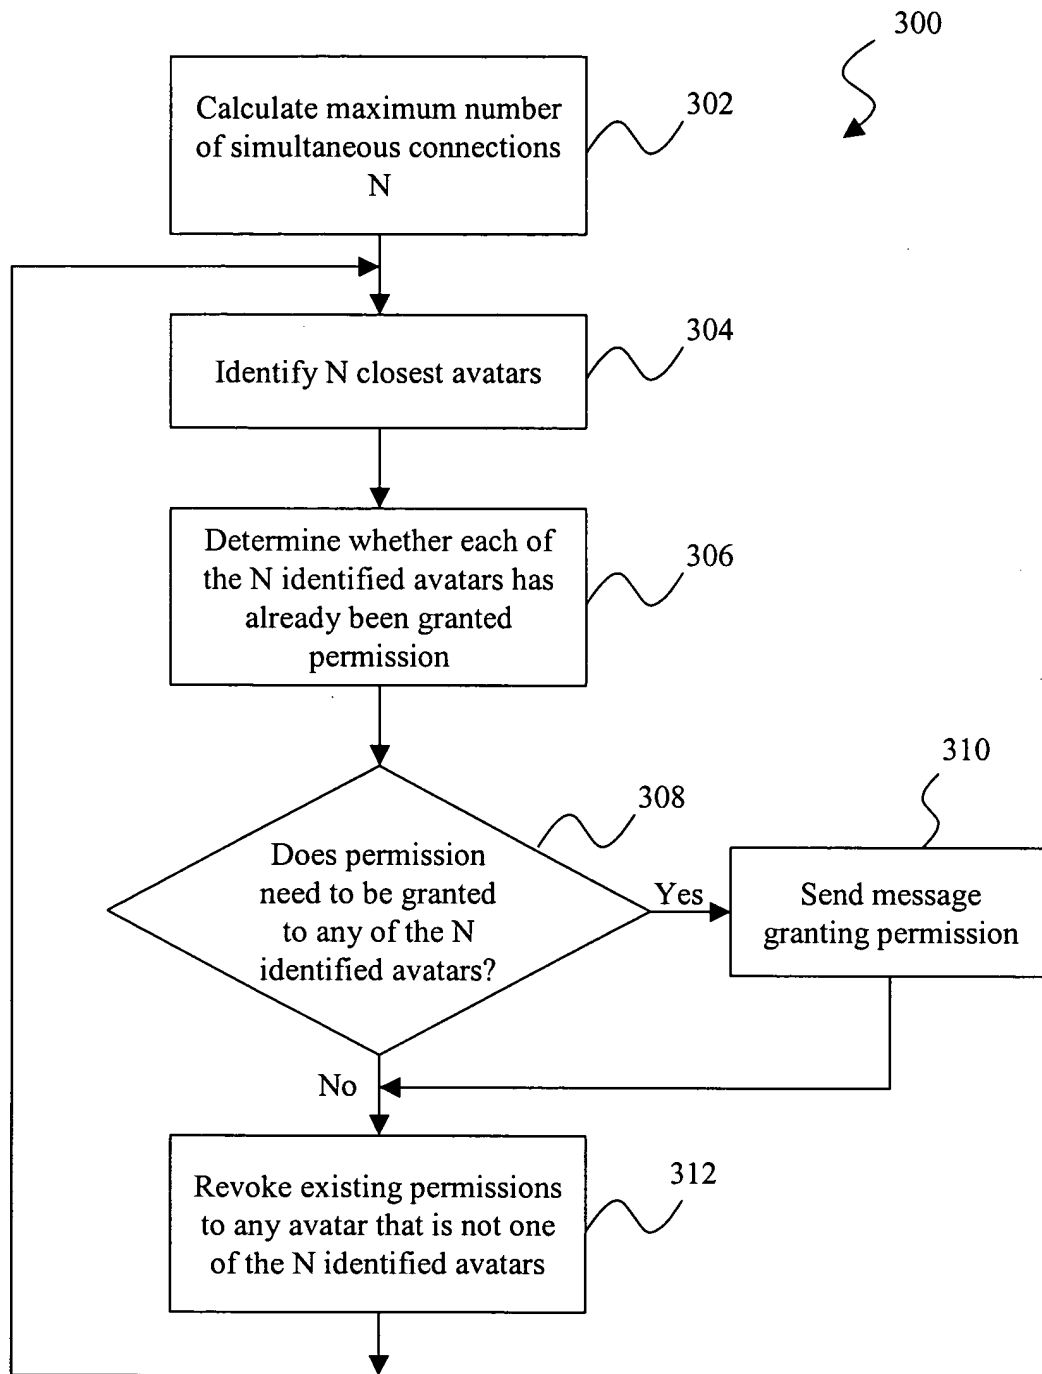 300
Calculate maximum number
of simultaneous connections
N
302
304
Identify N closest avatars
Determine whether each of
the N identified avatars has
already been granted
permission
306
310
308
Does permission
need to be granted
to any of the N
identified avatars?
Yes
Send message
granting permission
No
Revoke existing permissions
to any avatar that is not one
of the N identified avatars
312